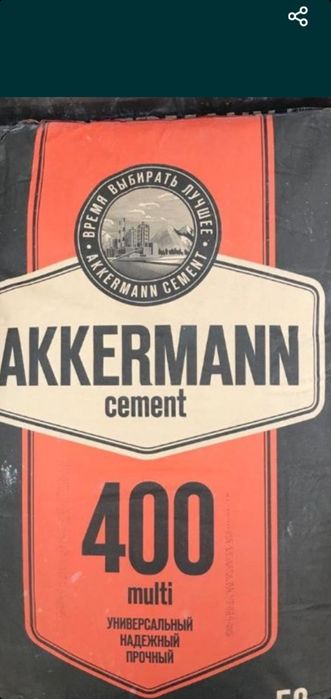 ВРЕМЯ ВЫБИРАТЬ ЛУЧШЕЕ
AKKERMANN CEMENT
AKKERMANN
cement
400
multi
УНИВЕРСАЛЬНЫЙ
НАДЕЖНЫЙ
ПРОЧНЫЙ